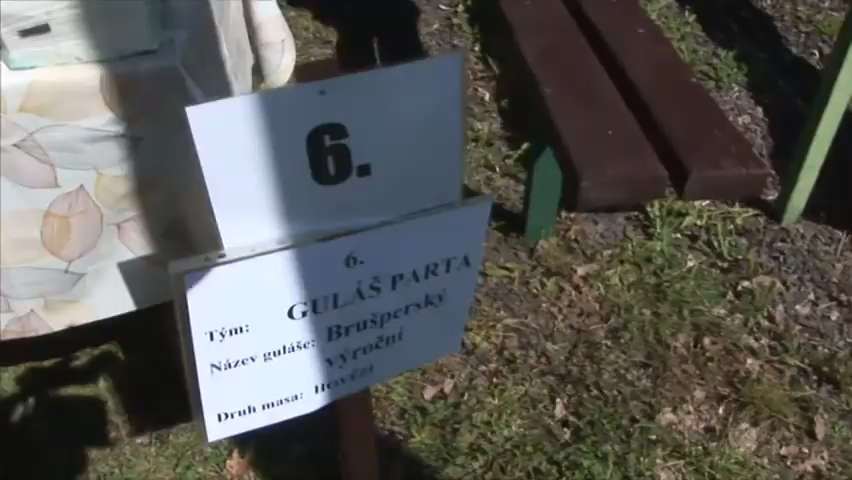 6.
6.
Tým: GULÁŠ PARTA
Název guláše: Brušperský
výroční
Druh masa: Hovězí